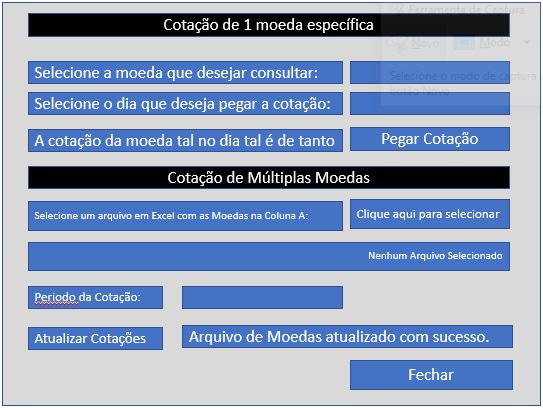 Cotação de 1 moeda específica
Ferramenta de Captura
Novo
Modo
Selecione a moeda que desejar consultar:
Selecione o modo de captura
botão Novo
Selecione o dia que deseja pegar a cotação:
A cotação da moeda tal no dia tal é de tanto
Pegar Cotação
Cotação de Múltiplas Moedas
Selecione um arquivo em Excel com as Moedas na Coluna A:
Clique aqui para selecionar
Nenhum Arquivo Selecionado
Periodo da Cotação:
Atualizar Cotações
Arquivo de Moedas atualizado com sucesso.
Fechar